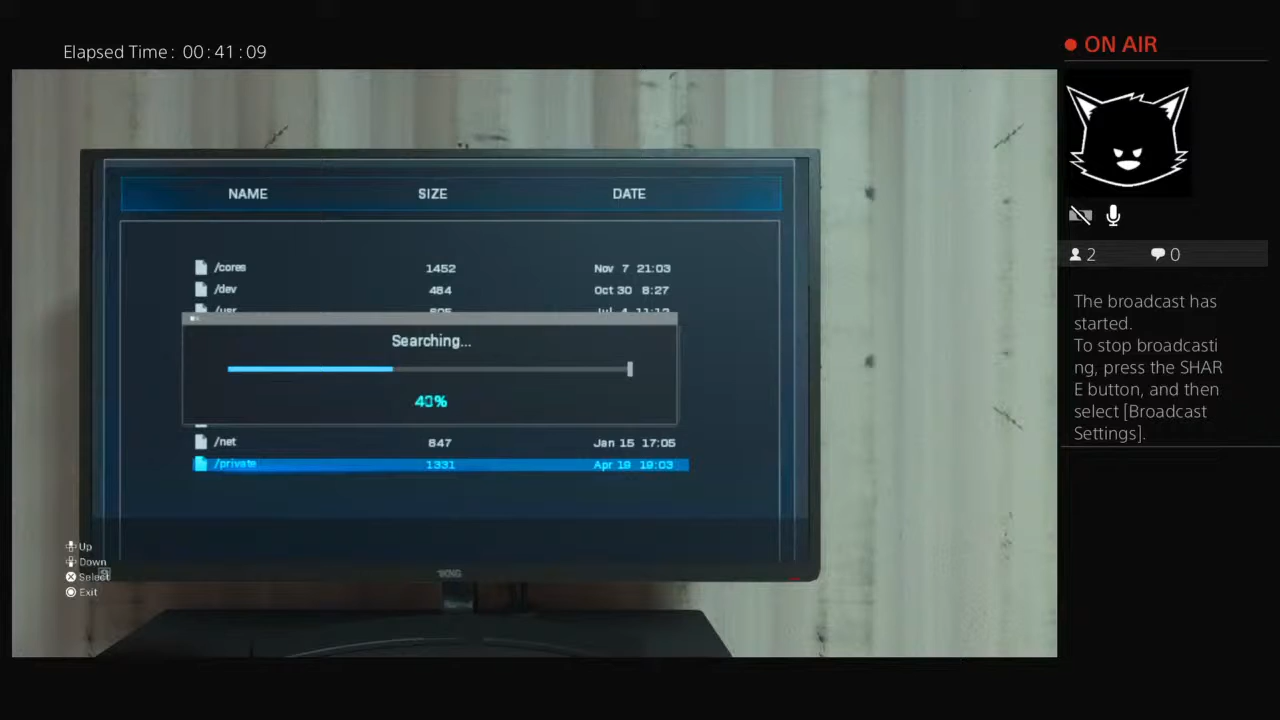 Elapsed Time: 00:41:09
ON AIR
NAME SIZE DATE
/cores 1452 Nov 7 21:03
/dev 484 Oct 30 8:27
/usr
Searching...
40%
/net 847 Jan 15 17:05
/private 1331 Apr 19 19:03
Up
Down
Select
Exit
2 0
The broadcast has
started.
To stop broadcasti
ng, press the SHAR
E button, and then
select [Broadcast
Settings].